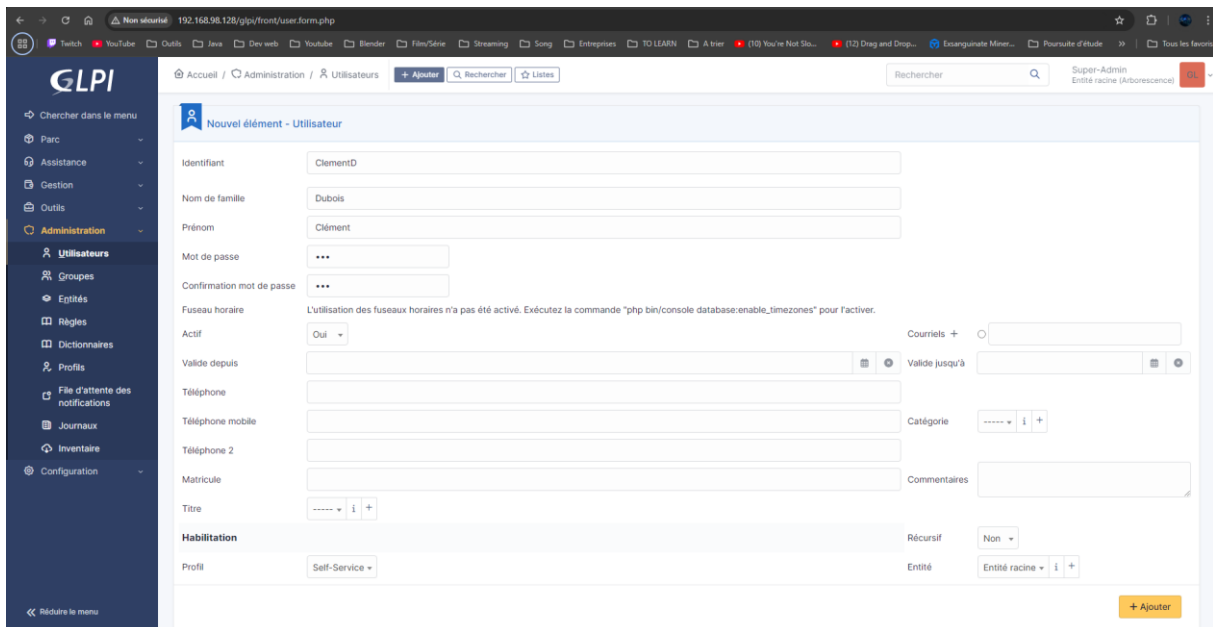 Non sécurisé 192.168.98.128/glpi/front/user.form.php
Twitch YouTube Outils Java Dev web Youtube Blender Film/Série Streaming Song Entreprises TO LEARN A trier (10) You're Not Slo... (12) Drag and Drop... Exsanguinate Miner... Poursuite d'étude » Tous les favoris
GLPI
Accueil / Administration / Utilisateurs + Ajouter Rechercher Listes
Rechercher
Super-Admin
Entité racine (Arborescence)
GL
Chercher dans le menu
Parc
Assistance
Gestion
Outils
Administration
Utilisateurs
Groupes
Entités
Règles
Dictionnaires
Profils
File d'attente des
notifications
Journaux
Inventaire
Configuration
Réduire le menu
Nouvel élément - Utilisateur
Identifiant ClementD
Nom de famille Dubois
Prénom Clément
Mot de passe •••
Confirmation mot de passe •••
Fuseau horaire L'utilisation des fuseaux horaires n'a pas été activé. Exécutez la commande "php bin/console database:enable_timezones" pour l'activer.
Actif Oui Courriels +
Valide depuis Valide jusqu'à
Téléphone
Téléphone mobile Catégorie ----- i +
Téléphone 2
Matricule Commentaires
Titre ----- i +
Habilitation Récursif Non
Profil Self-Service Entité Entité racine i +
+ Ajouter